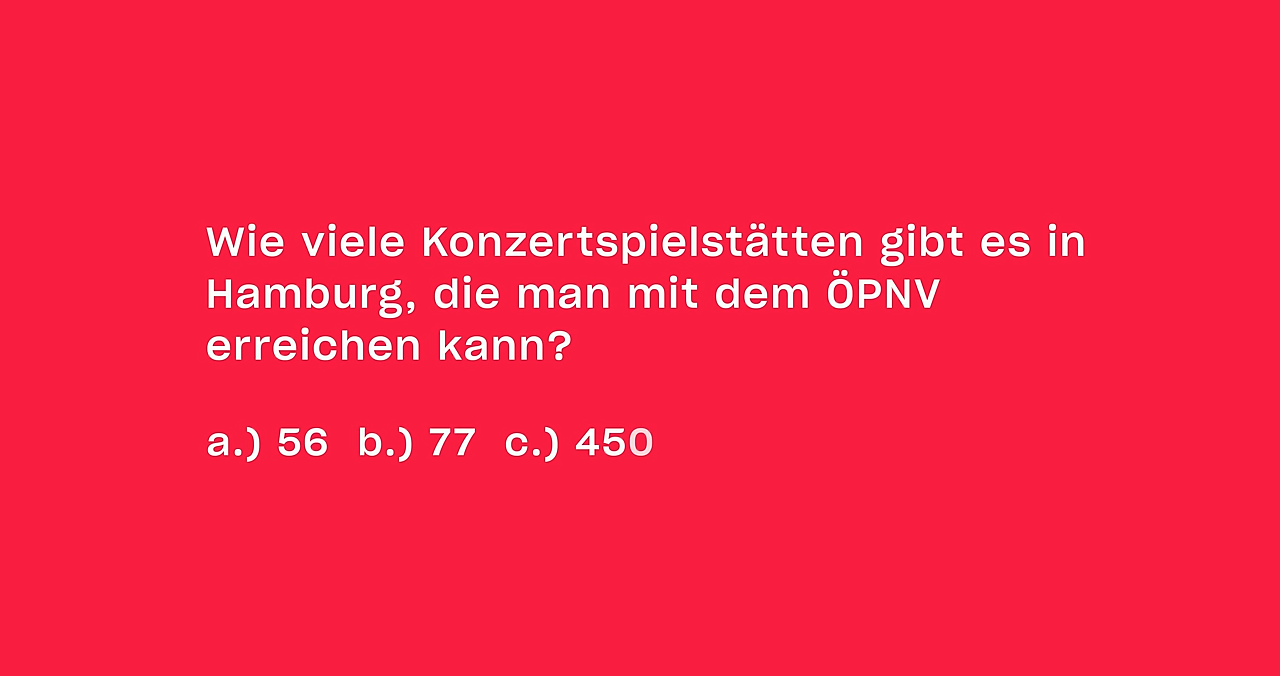 Wie viele Konzertspielstätten gibt es in
Hamburg, die man mit dem ÖPNV
erreichen kann?
a.) 56 b.) 77 c.) 450